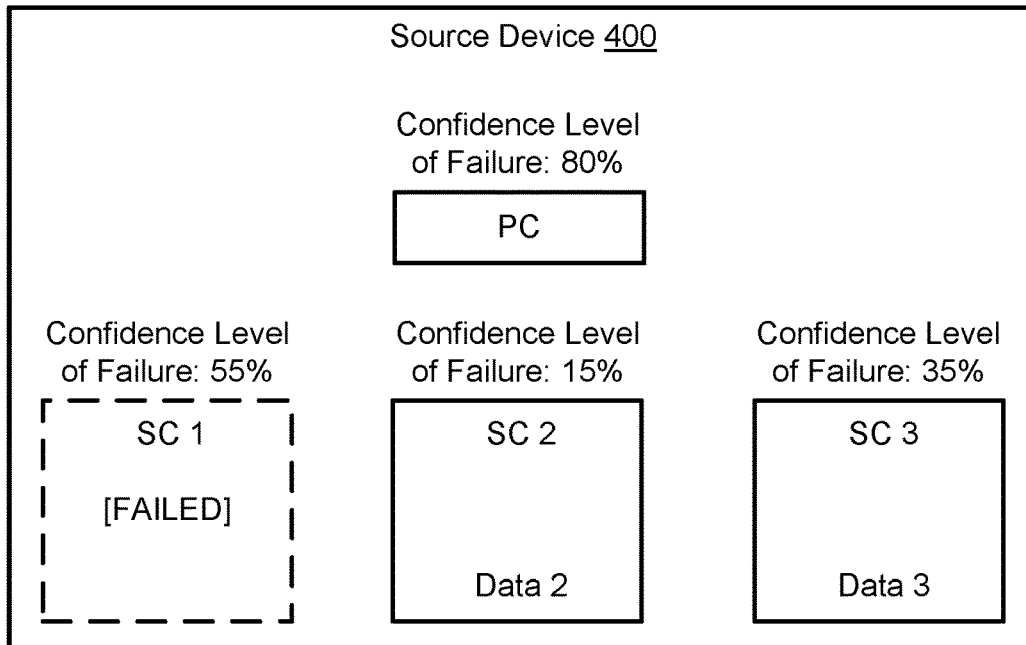 Source Device 400
Confidence Level
of Failure: 80%
PC
Confidence Level
of Failure: 55%
Confidence Level
of Failure: 15%
Confidence Level
of Failure: 35%
SC 1
[FAILED]
SC 2
Data 2
SC 3
Data 3